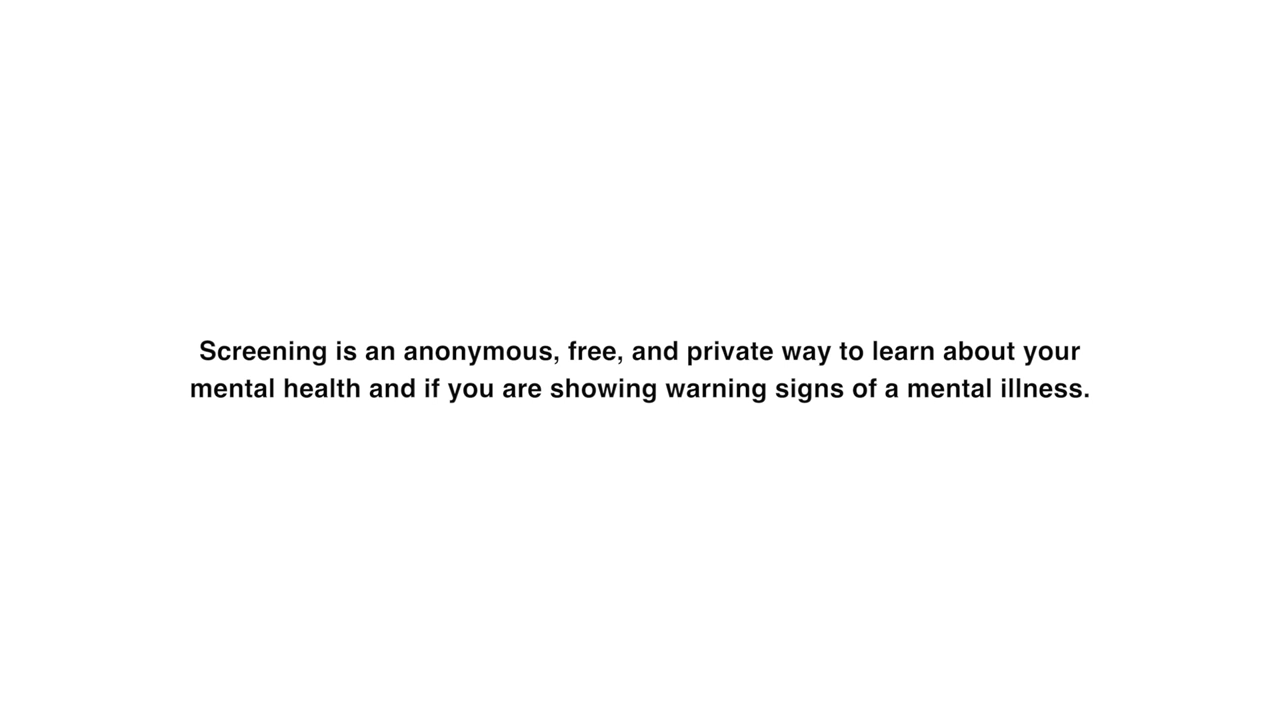 Screening is an anonymous, free, and private way to learn about your
mental health and if you are showing warning signs of a mental illness.